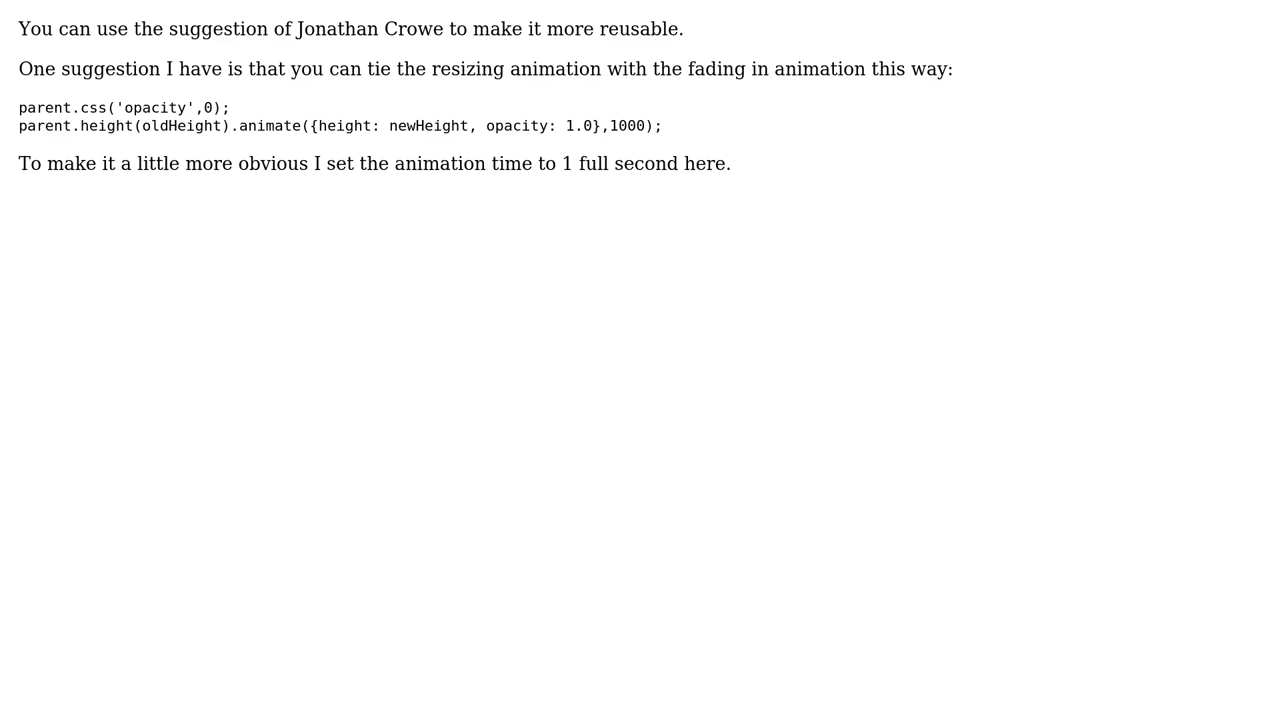 You can use the suggestion of Jonathan Crowe to make it more reusable.
One suggestion I have is that you can tie the resizing animation with the fading in animation this way:
parent.css('opacity',0);
parent.height(oldHeight).animate({height: newHeight, opacity: 1.0},1000);
To make it a little more obvious I set the animation time to 1 full second here.